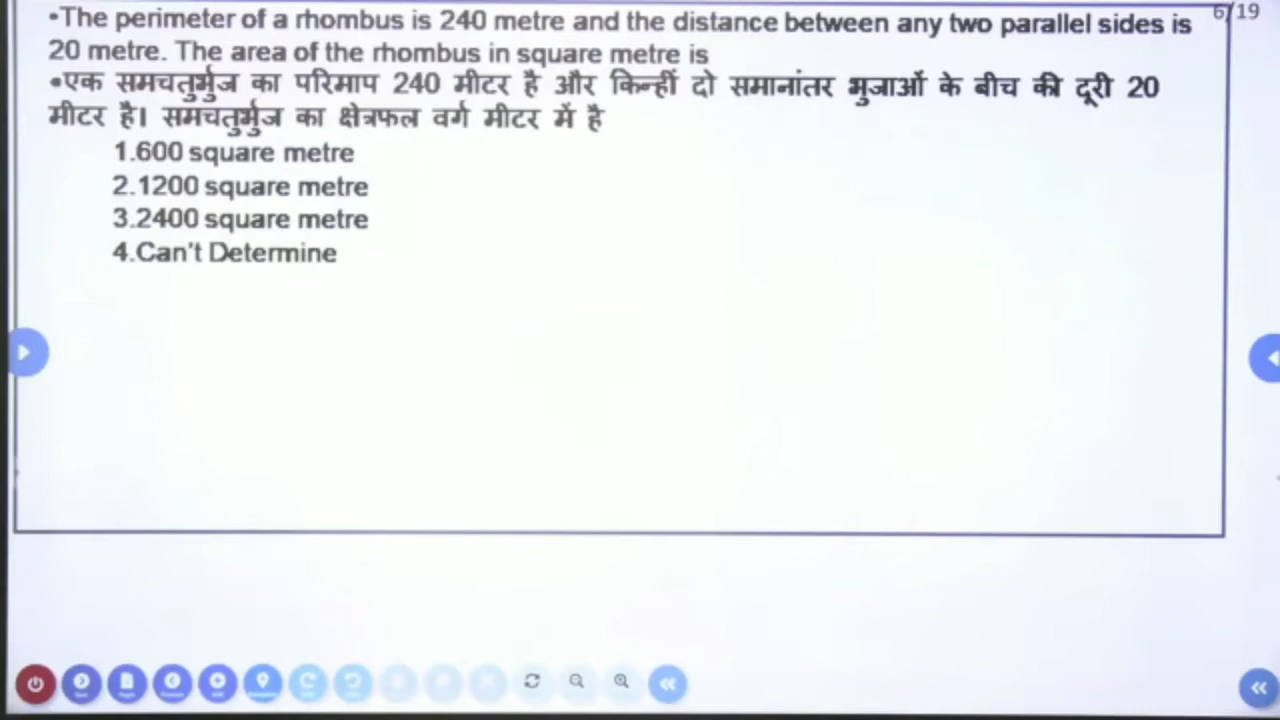 6/19
•The perimeter of a rhombus is 240 metre and the distance between any two parallel sides is
20 metre. The area of the rhombus in square metre is
•एक समचतुर्भुज का परिमाप 240 मीटर है और किन्हीं दो समानांतर भुजाओं के बीच की दूरी 20
मीटर है। समचतुर्भुज का क्षेत्रफल वर्ग मीटर में है
1.600 square metre
2.1200 square metre
3.2400 square metre
4.Can't Determine